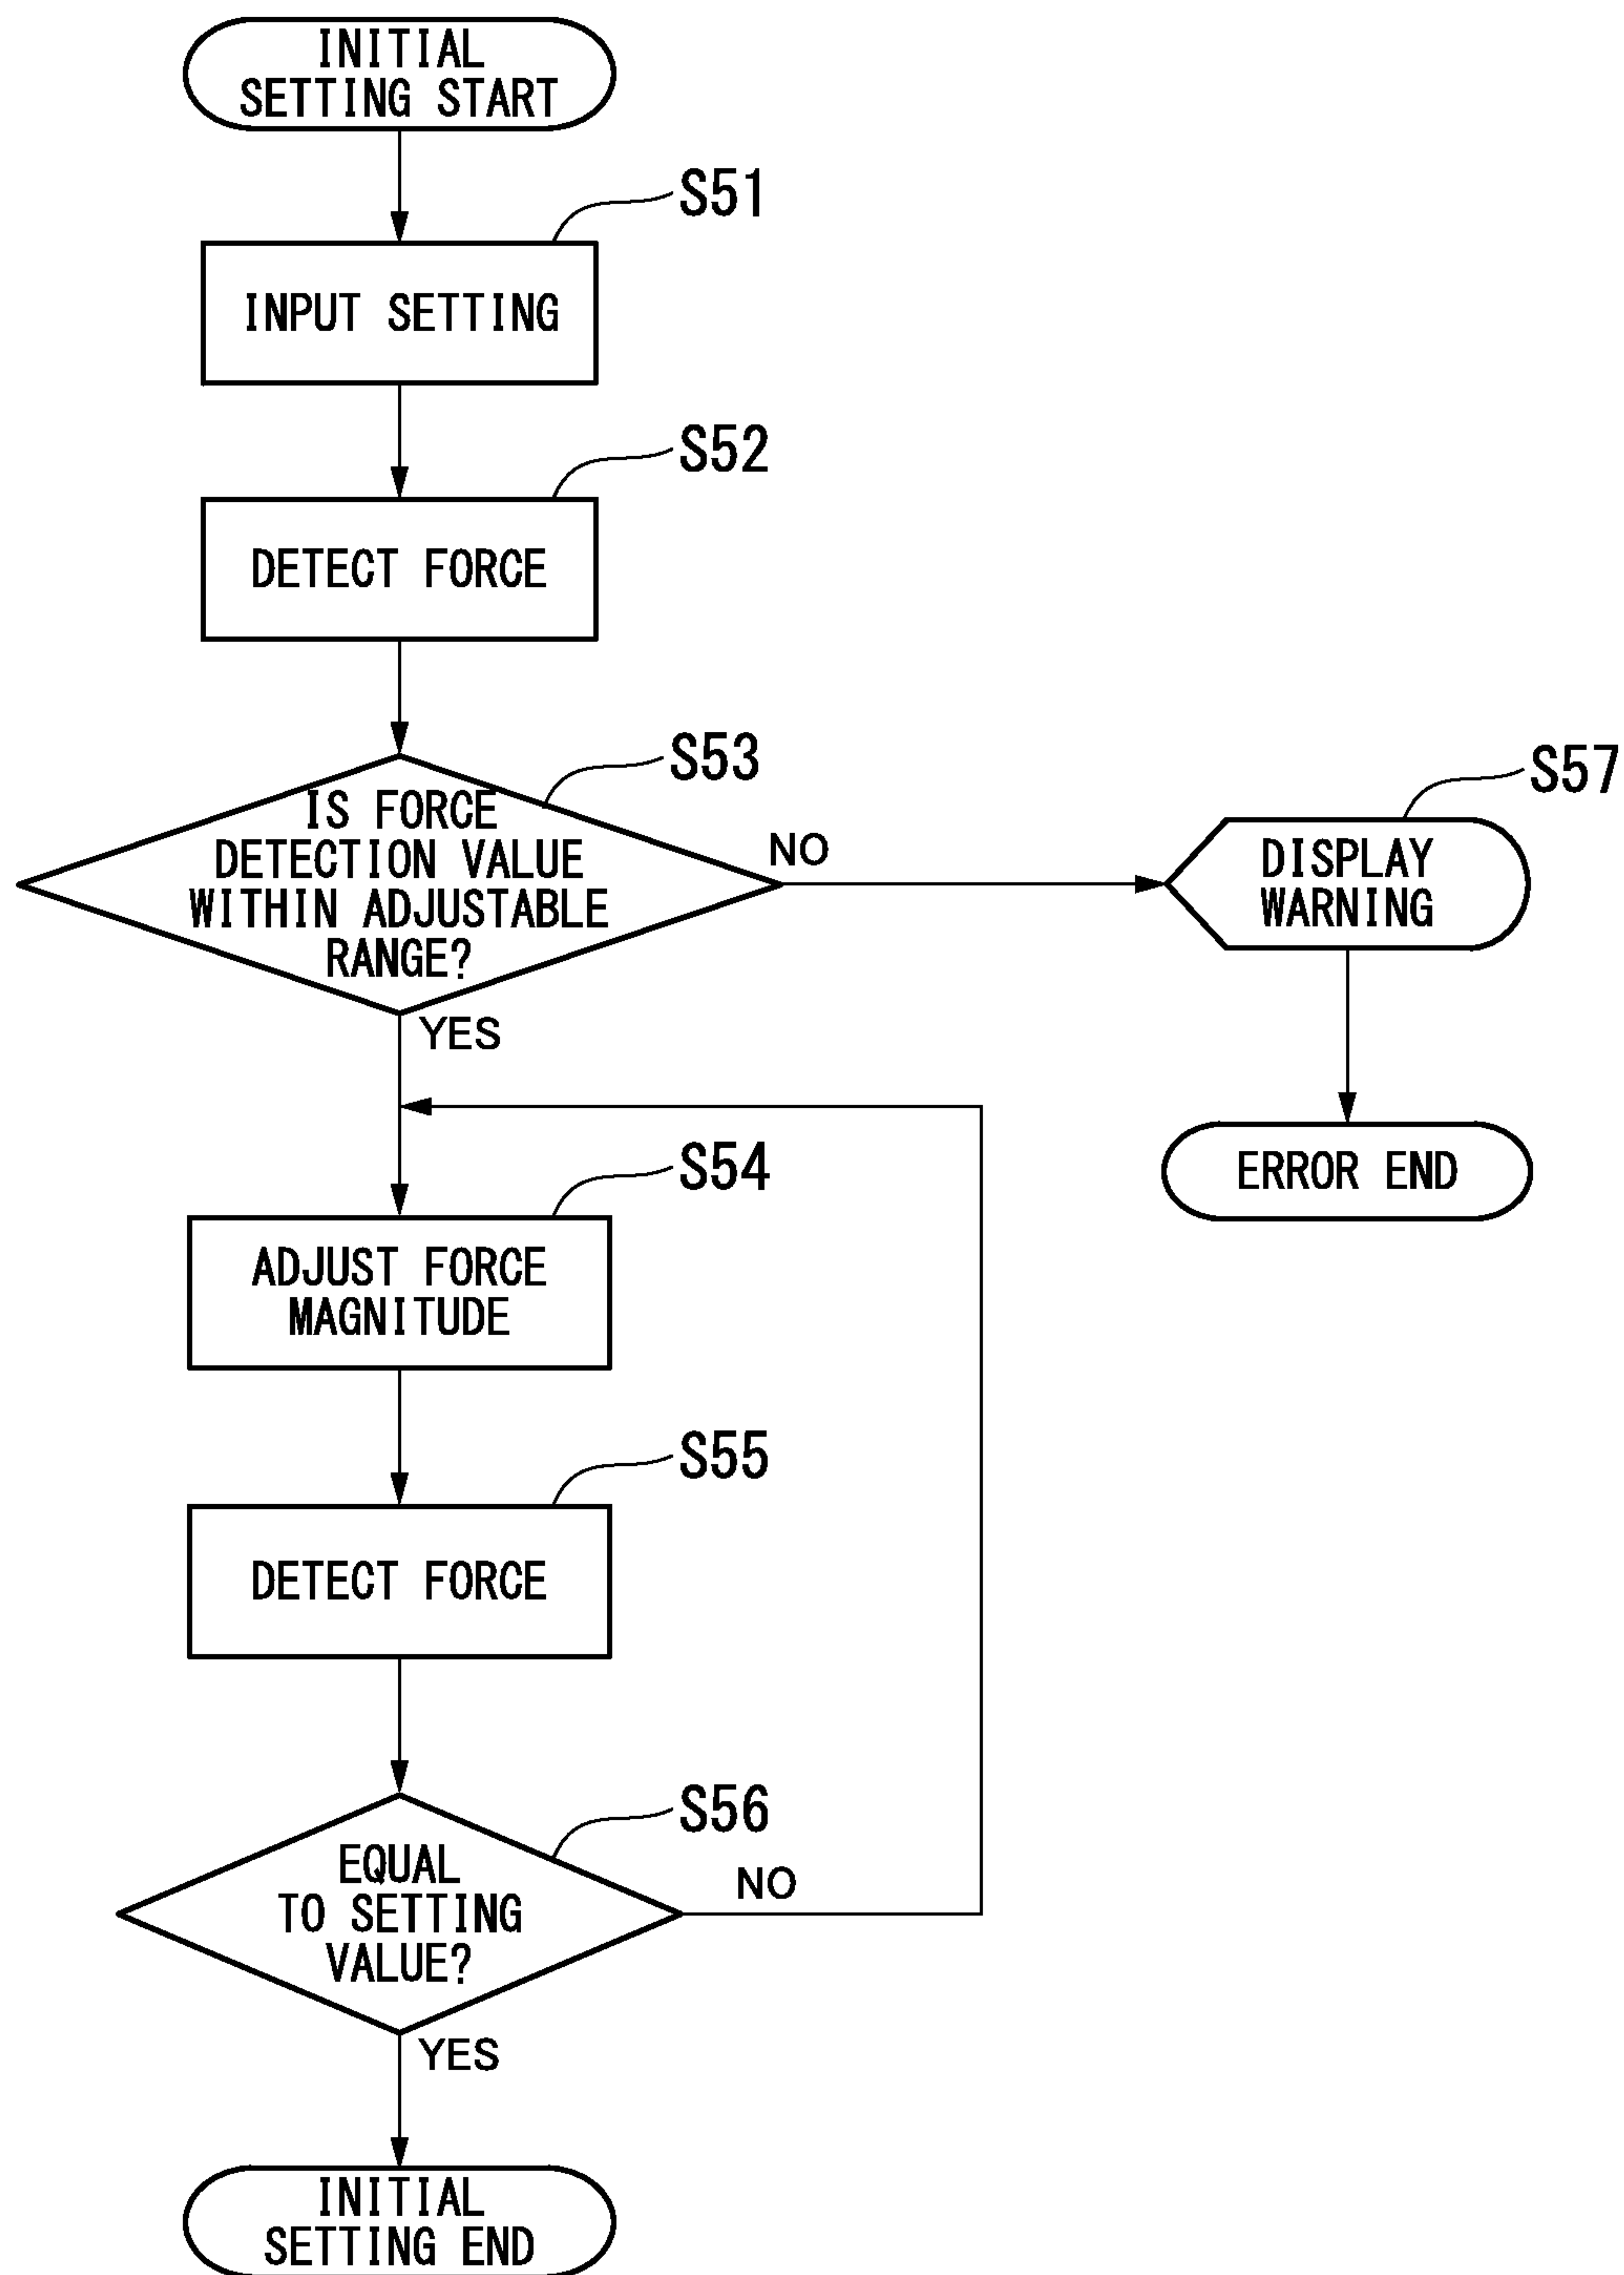 INITIAL
SETTING START
S51
INPUT SETTING
S52
DETECT FORCE
S53
IS FORCE
DETECTION VALUE
WITHIN ADJUSTABLE
RANGE?
NO
YES
S57
DISPLAY
WARNING
ERROR END
S54
ADJUST FORCE
MAGNITUDE
S55
DETECT FORCE
S56
EQUAL
TO SETTING
VALUE?
NO
YES
INITIAL
SETTING END